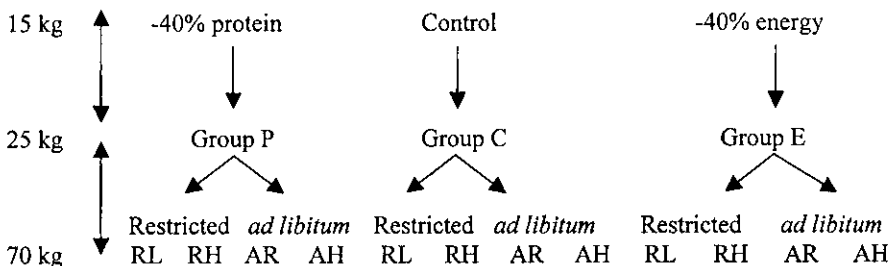 15 kg -40% protein Control -40% energy
25 kg Group P Group C Group E
Restricted ad libitum Restricted ad libitum Restricted ad libitum
70 kg RL RH AR AH RL RH AR AH RL RH AR AH